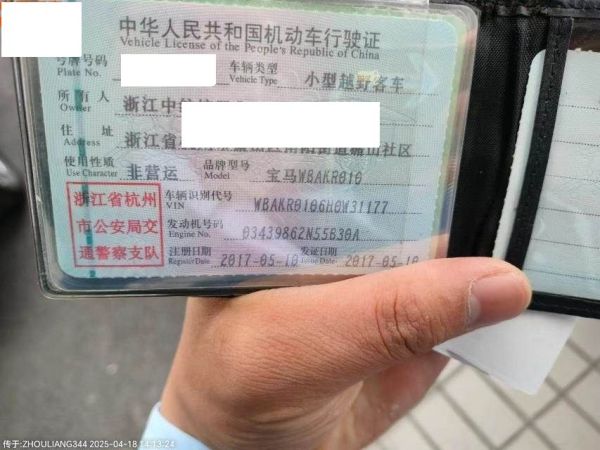 中华人民共和国机动车行驶证
Vehicle License of the People's Republic of China
号牌号码
Plate No.
车辆类型
Vehicle Type
小型越野客车
所有人
Owner
浙江中
住址
Address
浙江省
社区
使用性质
Use Character
非营运
品牌型号
Model
宝马WBAKR010
浙江省杭州
市公安局交
通警察支队
车辆识别代号
VIN
WBAKR0106H0W31177
发动机号码
Engine No.
03439862N55B30A
注册日期
Register Date
2017-05-10
发证日期
Issue Date
2017-05-10
传于:ZHOULIANG344 2025-04-18 14:13:24